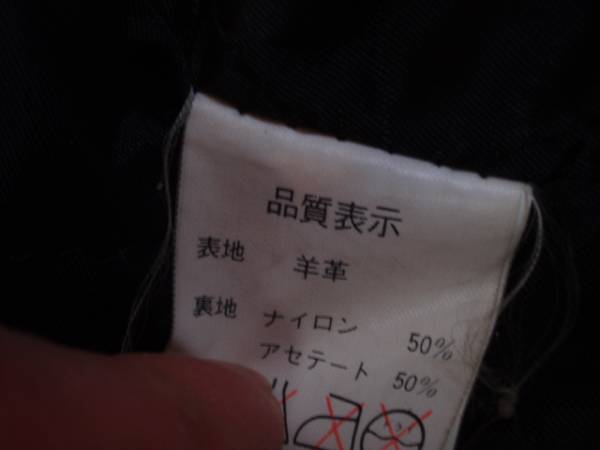 品質表示
表地 羊革
裏地 ナイロン 50%
アセテート 50%